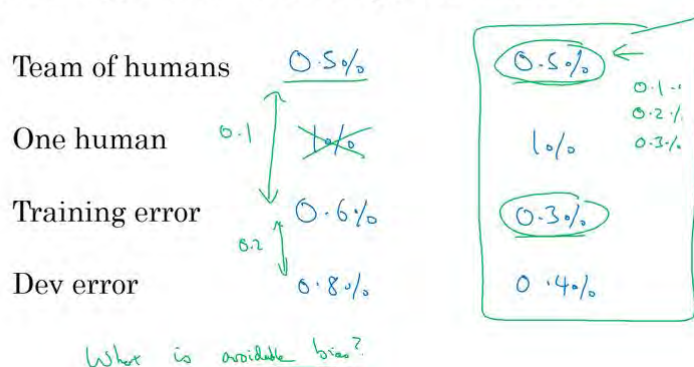 Team of humans 0.5% 0.5%
0.1
0.2%
One human 0.1 1% 1% 0.3%
Training error 0.6% 0.3%
0.2
Dev error 0.8% 0.4%
What is avoidable bias?